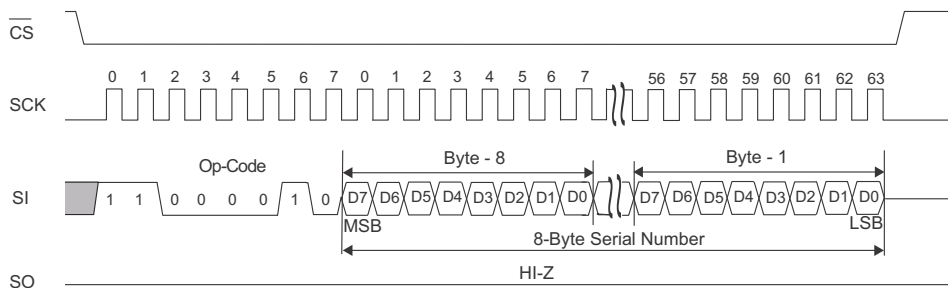 CS
0 1 2 3 4 5 6 7 0 1 2 3 4 5 6 7 56 57 58 59 60 61 62 63
SCK
Op-Code Byte - 8 Byte - 1
SI 1 1 0 0 0 0 1 0 D7 D6 D5 D4 D3 D2 D1 D0 D7 D6 D5 D4 D3 D2 D1 D0
MSB LSB
8-Byte Serial Number
HI-Z
SO